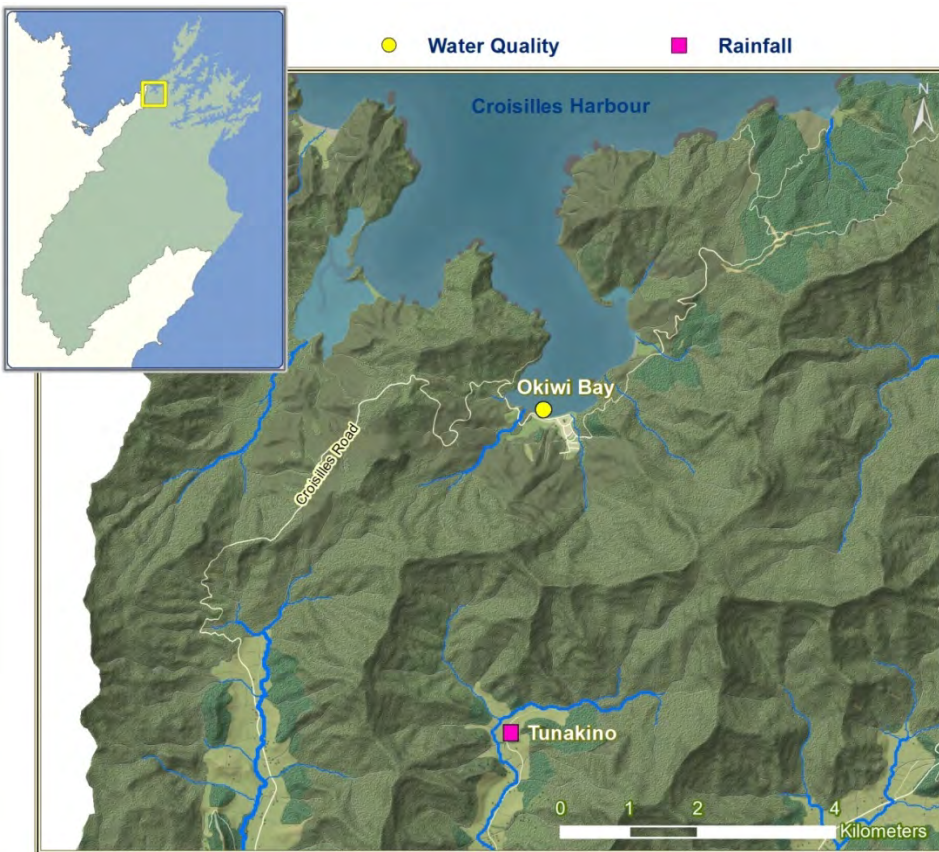 Water Quality
Rainfall
Croisilles Harbour
N
Okiwi Bay
Croisilles Road
Tunakino
0 1 2 4
Kilometers